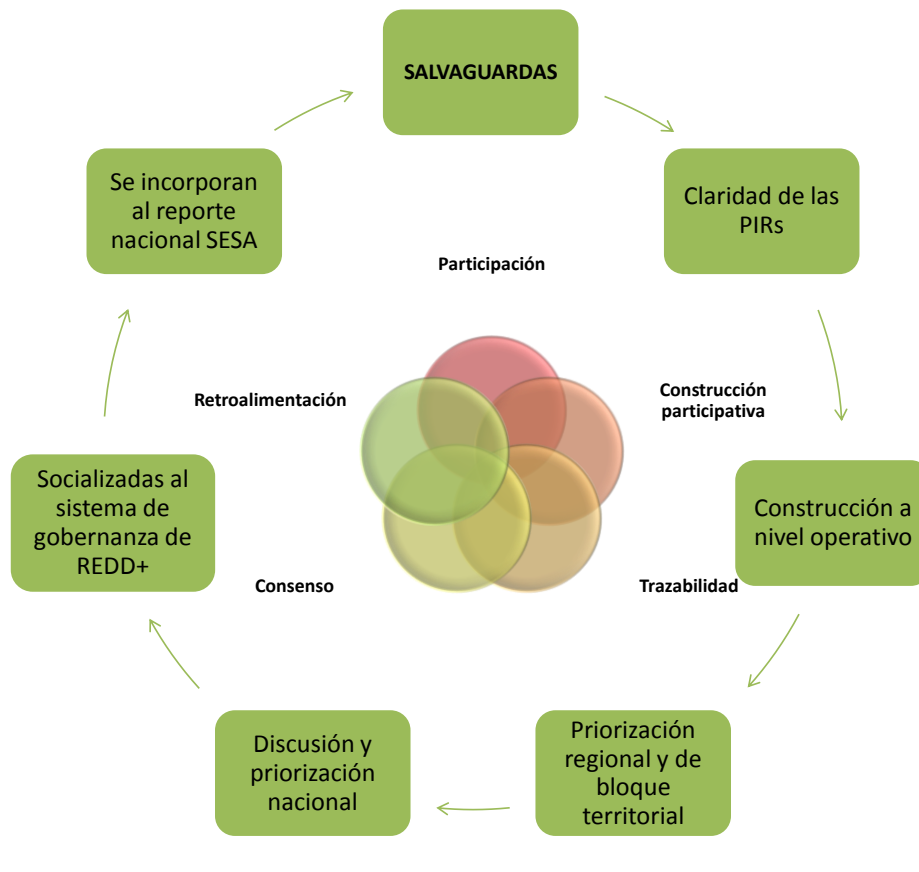 SALVAGUARDAS
Claridad de las
PIRs
Construcción a
nivel operativo
Priorización
regional y de
bloque
territorial
Discusión y
priorización
nacional
Socializadas al
sistema de
gobernanza de
REDD+
Se incorporan
al reporte
nacional SESA
Participación
Construcción
participativa
Trazabilidad
Consenso
Retroalimentación